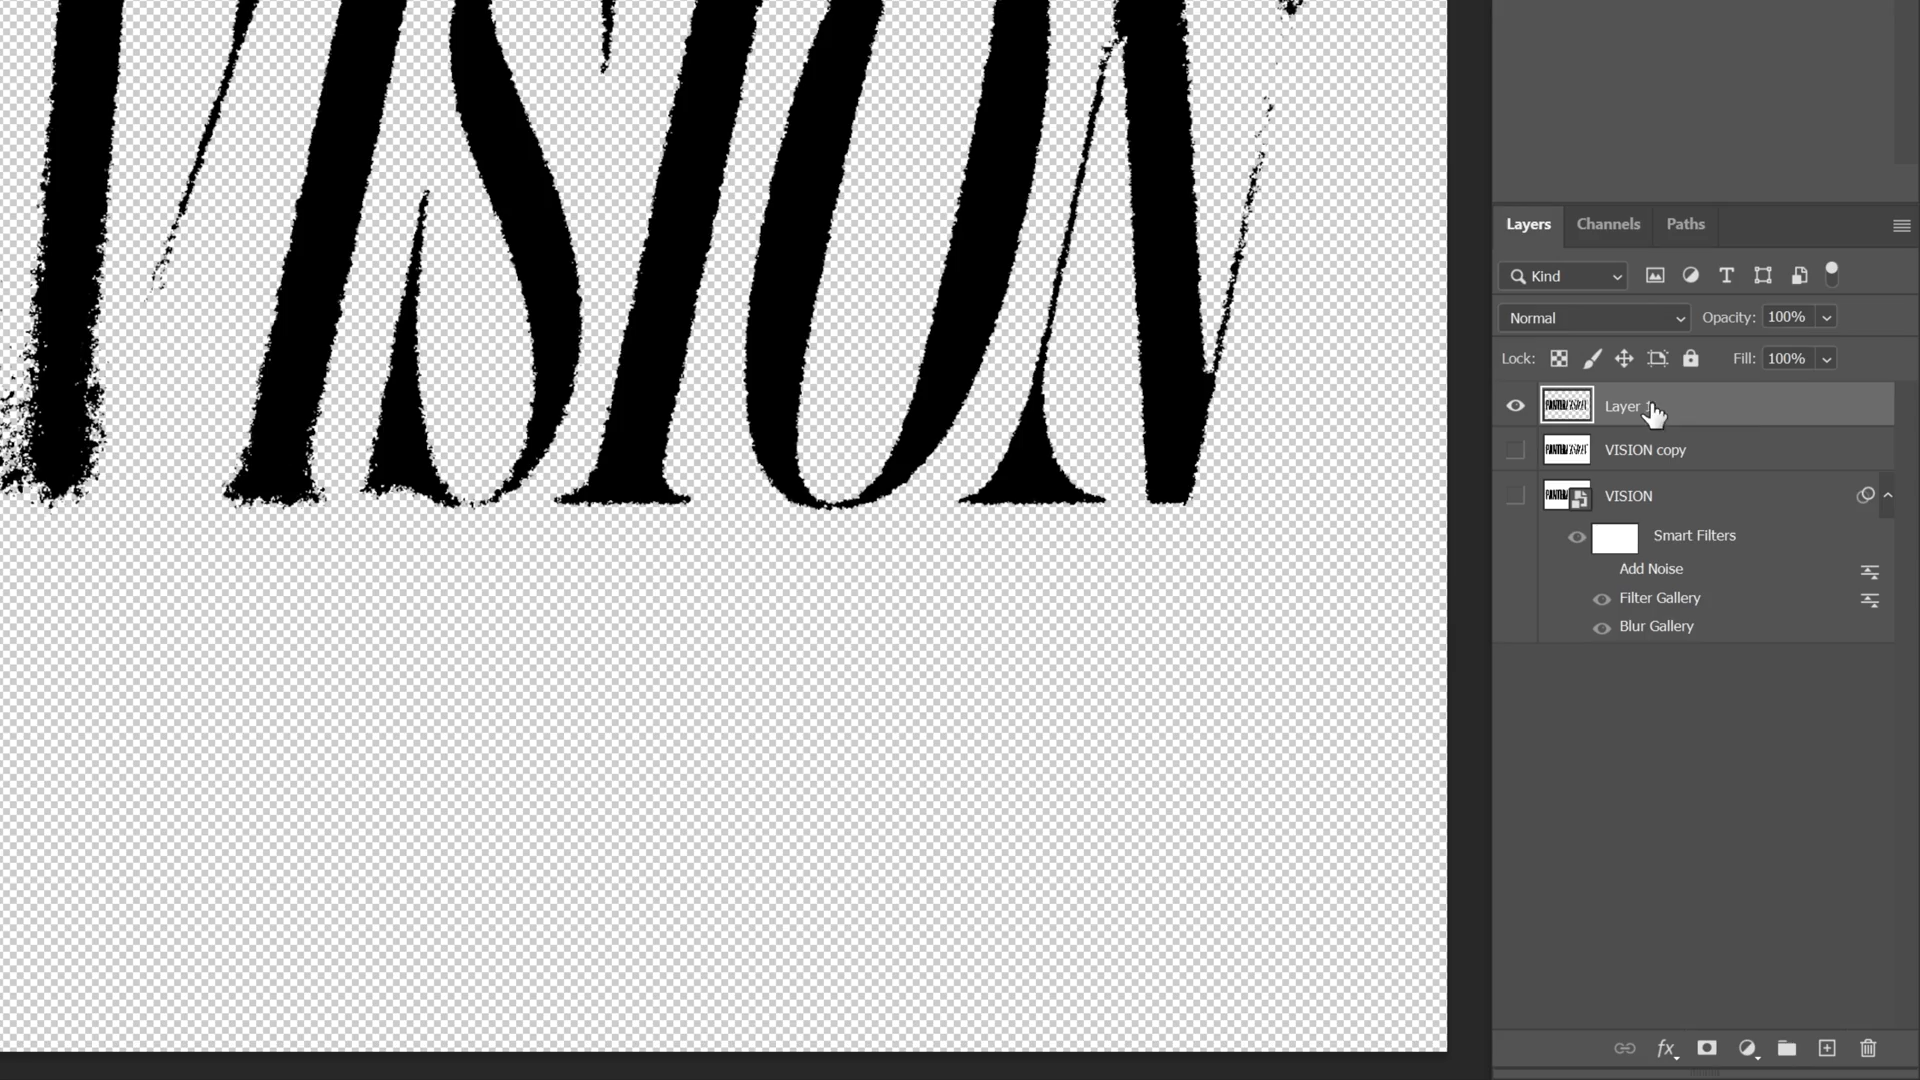 VISION
Layers Channels Paths
Kind
Normal Opacity: 100%
Lock: Fill: 100%
Layer 1
VISION copy
VISION
Smart Filters
Add Noise
Filter Gallery
Blur Gallery
fx